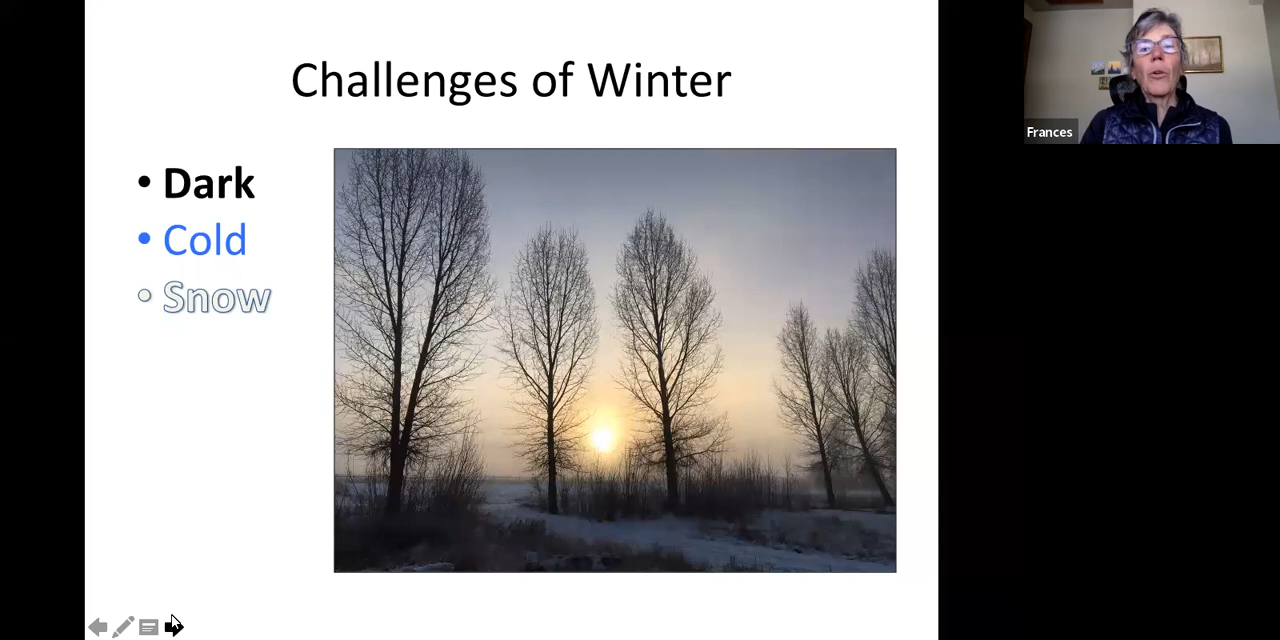 Challenges of Winter
• Dark
• Cold
• Snow
Frances